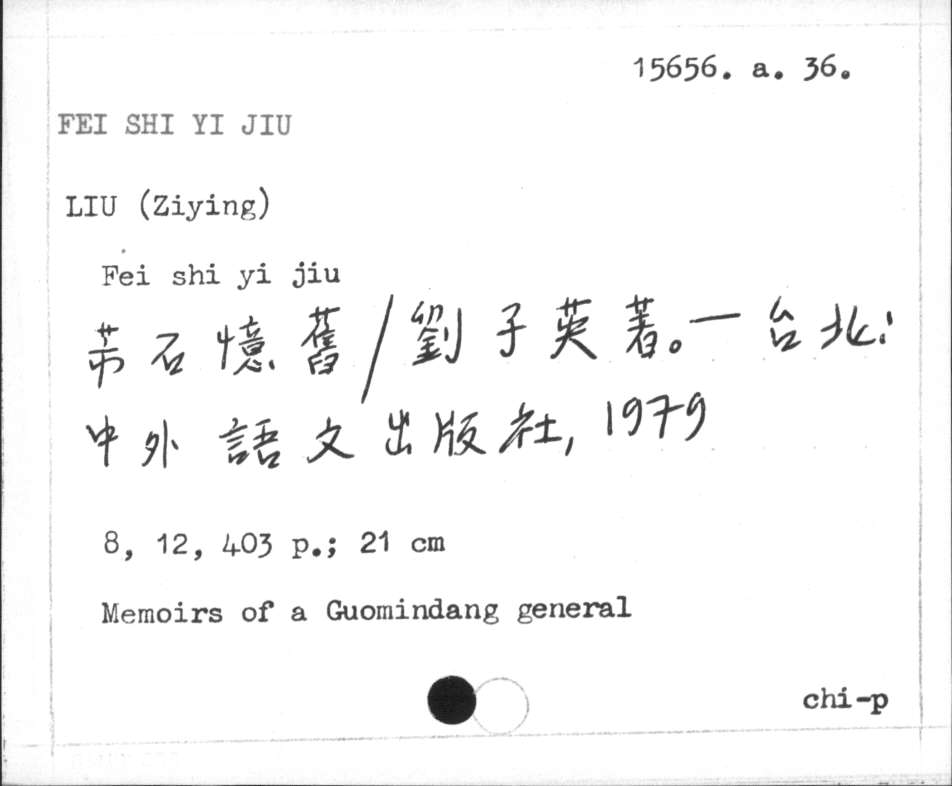 15656. a. 36.
FEI SHI YI JIU
LIU (Ziying)
Fei shi yi jiu
芾石憶舊/劉子英著。一台北:
中外語文出版社, 1979
8, 12, 403 p.; 21 cm
Memoirs of a Guomindang general
chi-p